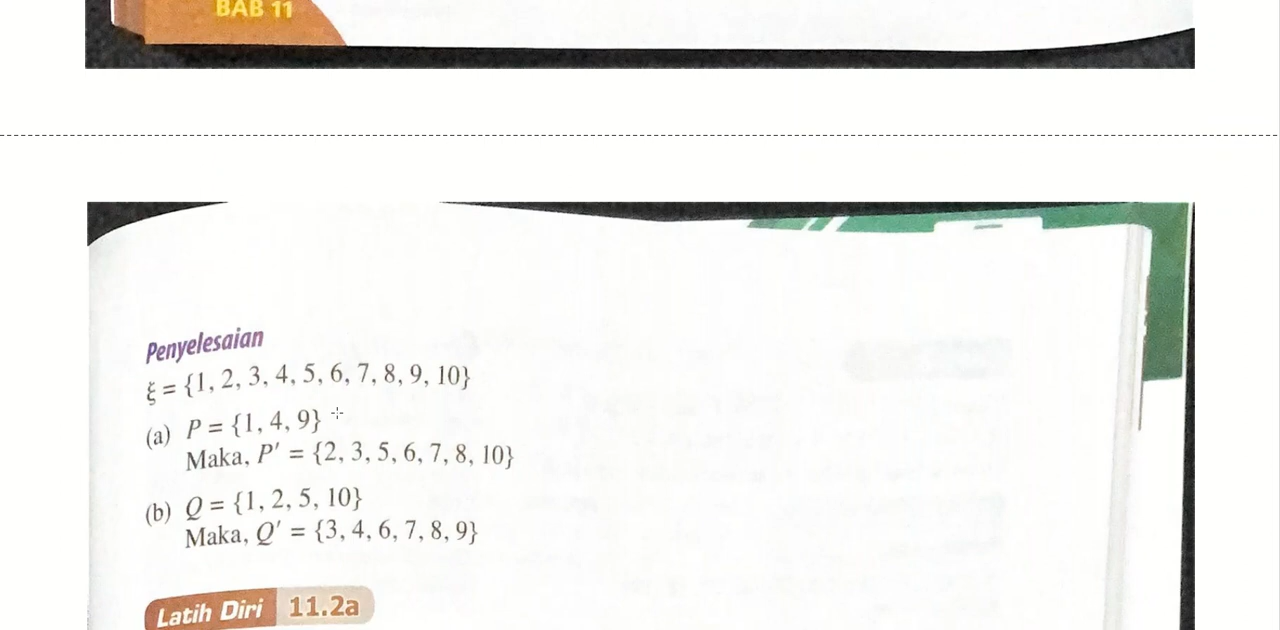 BAB 11
Penyelesaian
ξ = {1, 2, 3, 4, 5, 6, 7, 8, 9, 10}
(a) P = {1, 4, 9}
Maka, P′ = {2, 3, 5, 6, 7, 8, 10}
(b) Q = {1, 2, 5, 10}
Maka, Q′ = {3, 4, 6, 7, 8, 9}
Latih Diri 11.2a